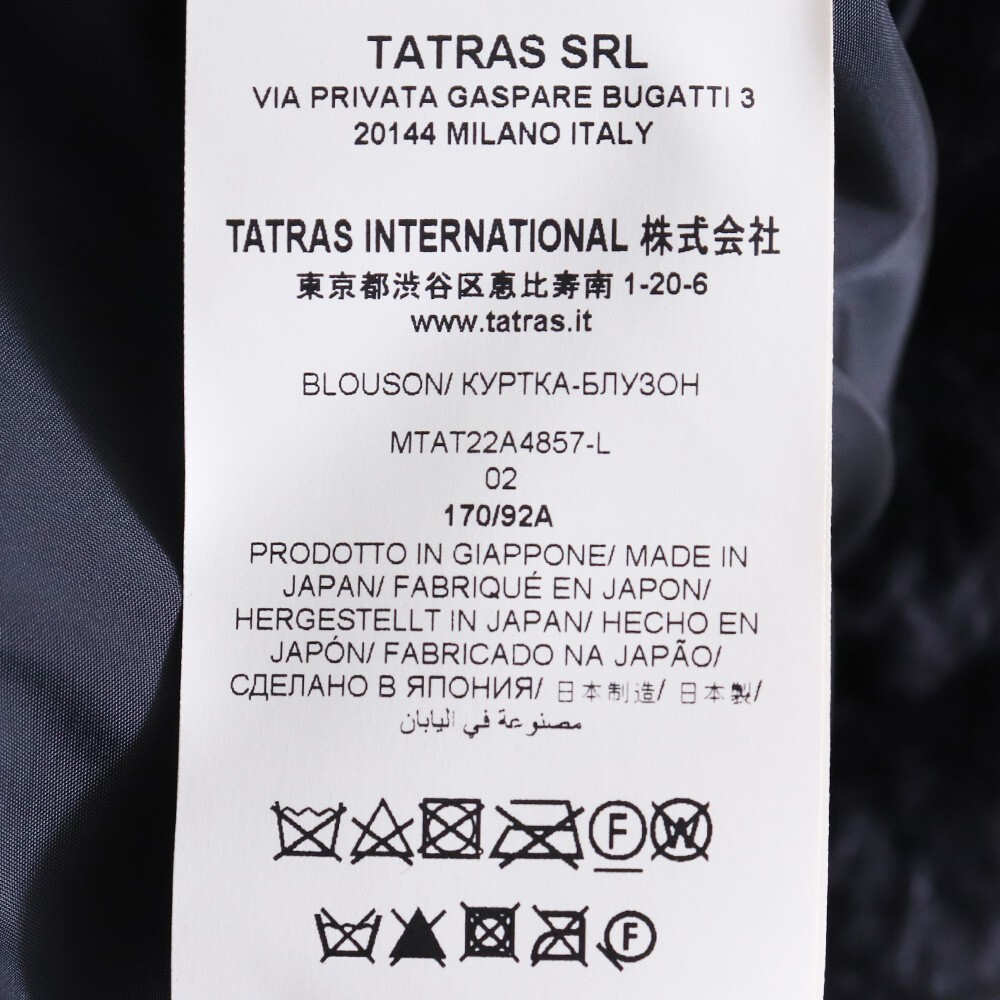 TATRAS SRL
VIA PRIVATA GASPARE BUGATTI 3
20144 MILANO ITALY
TATRAS INTERNATIONAL 株式会社
東京都渋谷区恵比寿南 1-20-6
www.tatras.it
BLOUSON/ КУРТКА-БЛУЗОН
MTAT22A4857-L
02
170/92A
PRODOTTO IN GIAPPONE/ MADE IN
JAPAN/ FABRIQUÉ EN JAPON/
HERGESTELLT IN JAPAN/ HECHO EN
JAPÓN/ FABRICADO NA JAPÃO/
СДЕЛАНО В ЯПОНИЯ/ 日本制造/ 日本製/
مصنوعة في اليابان
F W
F